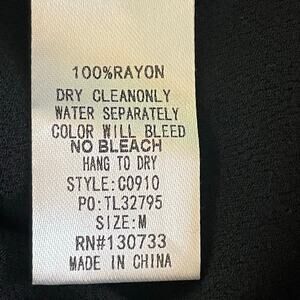 100%RAYON
DRY CLEANONLY
WATER SEPARATELY
COLOR WILL BLEED
NO BLEACH
HANG TO DRY
STYLE:C0910
PO:TL32795
SIZE:M
RN#130733
MADE IN CHINA